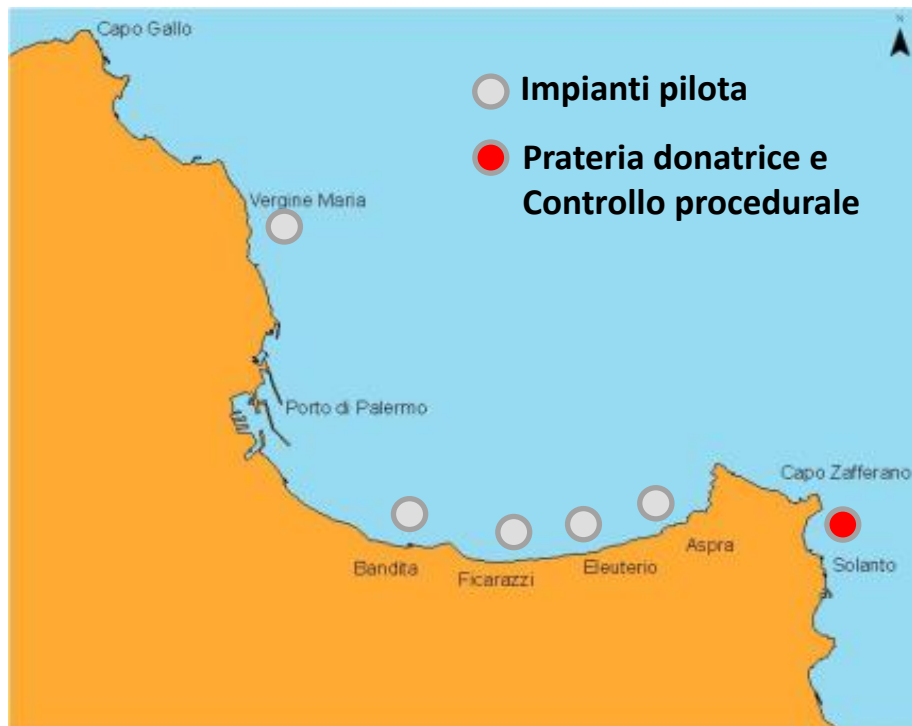 N
Capo Gallo
Impianti pilota
Prateria donatrice e
Controllo procedurale
Vergine Maria
Porto di Palermo
Capo Zafferano
Aspra
Bandita
Ficarazzi
Eleuterio
Solanto